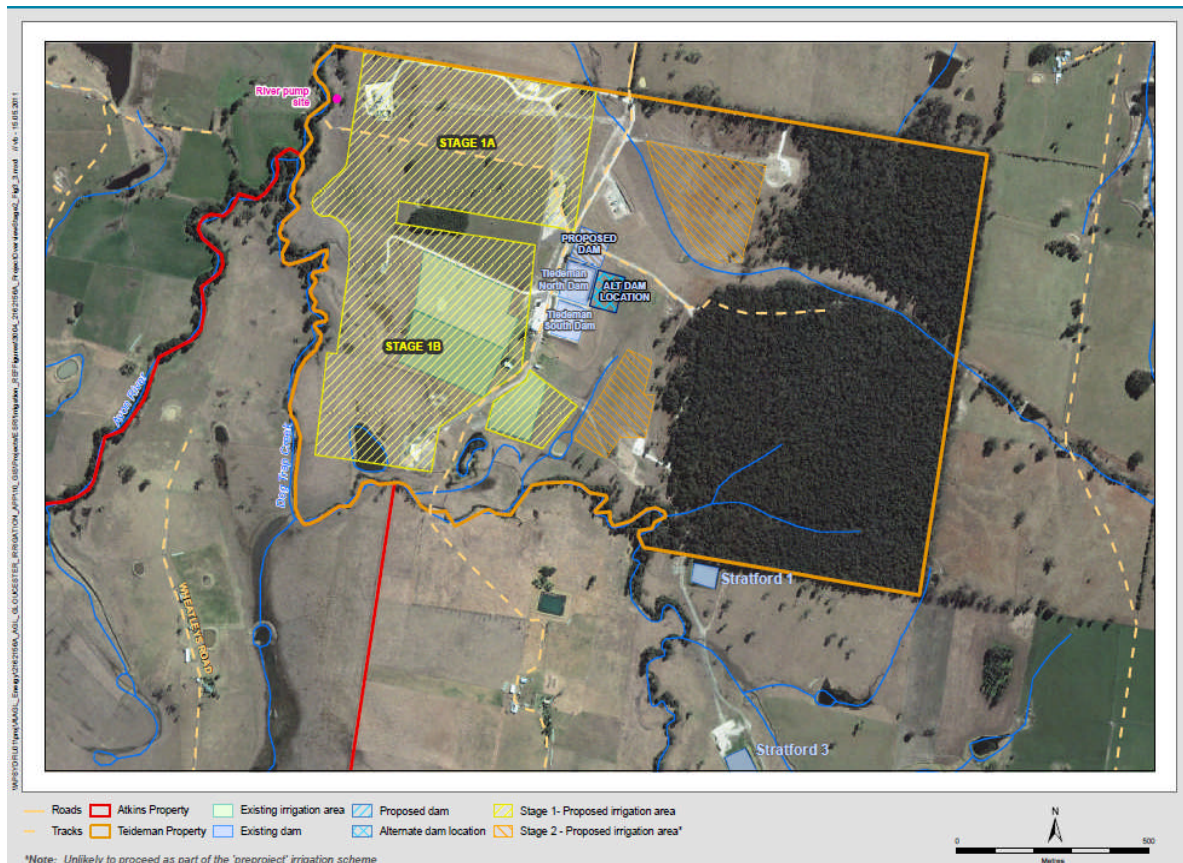 River pump
site
STAGE 1A
PROPOSED
DAM
Tiedeman
North Dam
ALT DAM
LOCATION
Tiedeman
South Dam
STAGE 1B
Avon River
Dog Trap Creek
WHEATLEYS ROAD
Stratford 1
Stratford 3
Roads
Atkins Property
Existing irrigation area
Proposed dam
Stage 1- Proposed irrigation area
Tracks
Teideman Property
Existing dam
Alternate dam location
Stage 2 - Proposed irrigation area*
N
0 500
Metres
*Note: Unlikely to proceed as part of the 'preproject' irrigation scheme